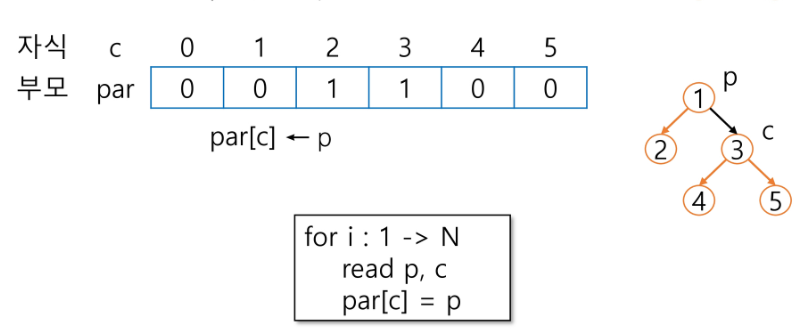 자식 c 0 1 2 3 4 5
부모 par 0 0 1 1 0 0
par[c] ← p
p
1
c
2 3
4 5
for i : 1 -> N
read p, c
par[c] = p